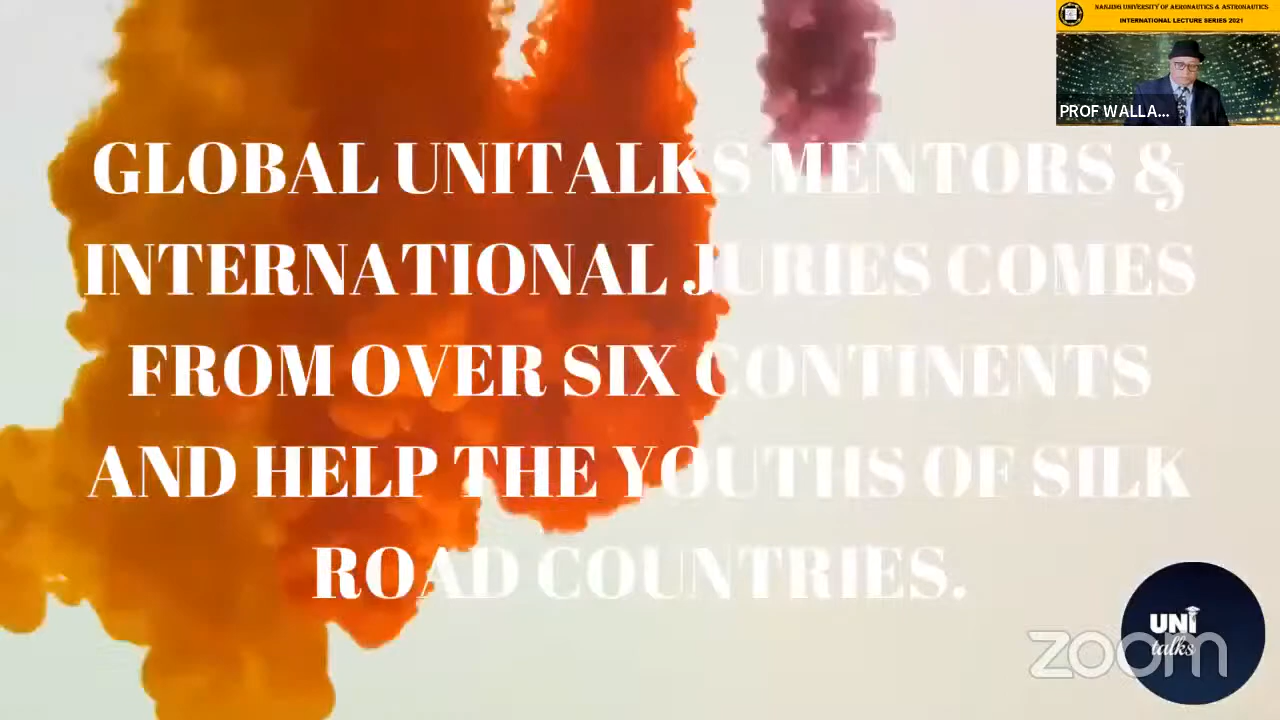 NANJING UNIVERSITY OF AERONAUTICS & ASTRONAUTICS
INTERNATIONAL LECTURE SERIES 2021
PROF WALLA...
GLOBAL UNITALKS MENTORS &
INTERNATIONAL JURIES COMES
FROM OVER SIX CONTINENTS
AND HELP THE YOUTHS OF SILK
ROAD COUNTRIES.
UNI
talks
zoom